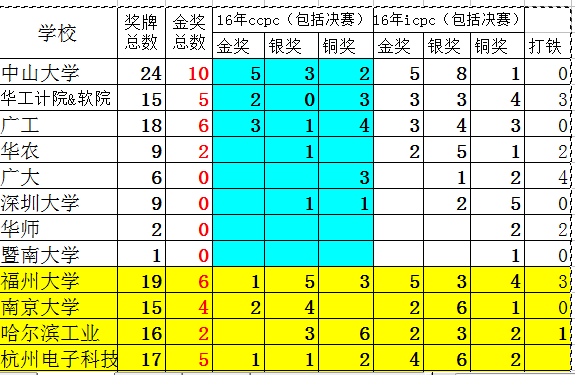 学校 奖牌总数 金奖总数 16年ccpc（包括决赛） 16年icpc（包括决赛）
金奖 银奖 铜奖 金奖 银奖 铜奖 打铁
中山大学 24 10 5 3 2 5 8 1 0
华工计院&软院 15 5 2 0 3 3 3 4 3
广工 18 6 3 1 4 3 4 3 0
华农 9 2 1 2 5 1 2
广大 6 0 3 1 2 4
深圳大学 9 0 1 1 2 5 0
华师 2 0 2 2
暨南大学 1 0 1 0
福州大学 19 6 1 5 3 5 3 4 3
南京大学 15 4 2 4 2 6 1 0
哈尔滨工业 16 2 3 6 2 3 2 1
杭州电子科技 17 5 1 1 2 4 6 2